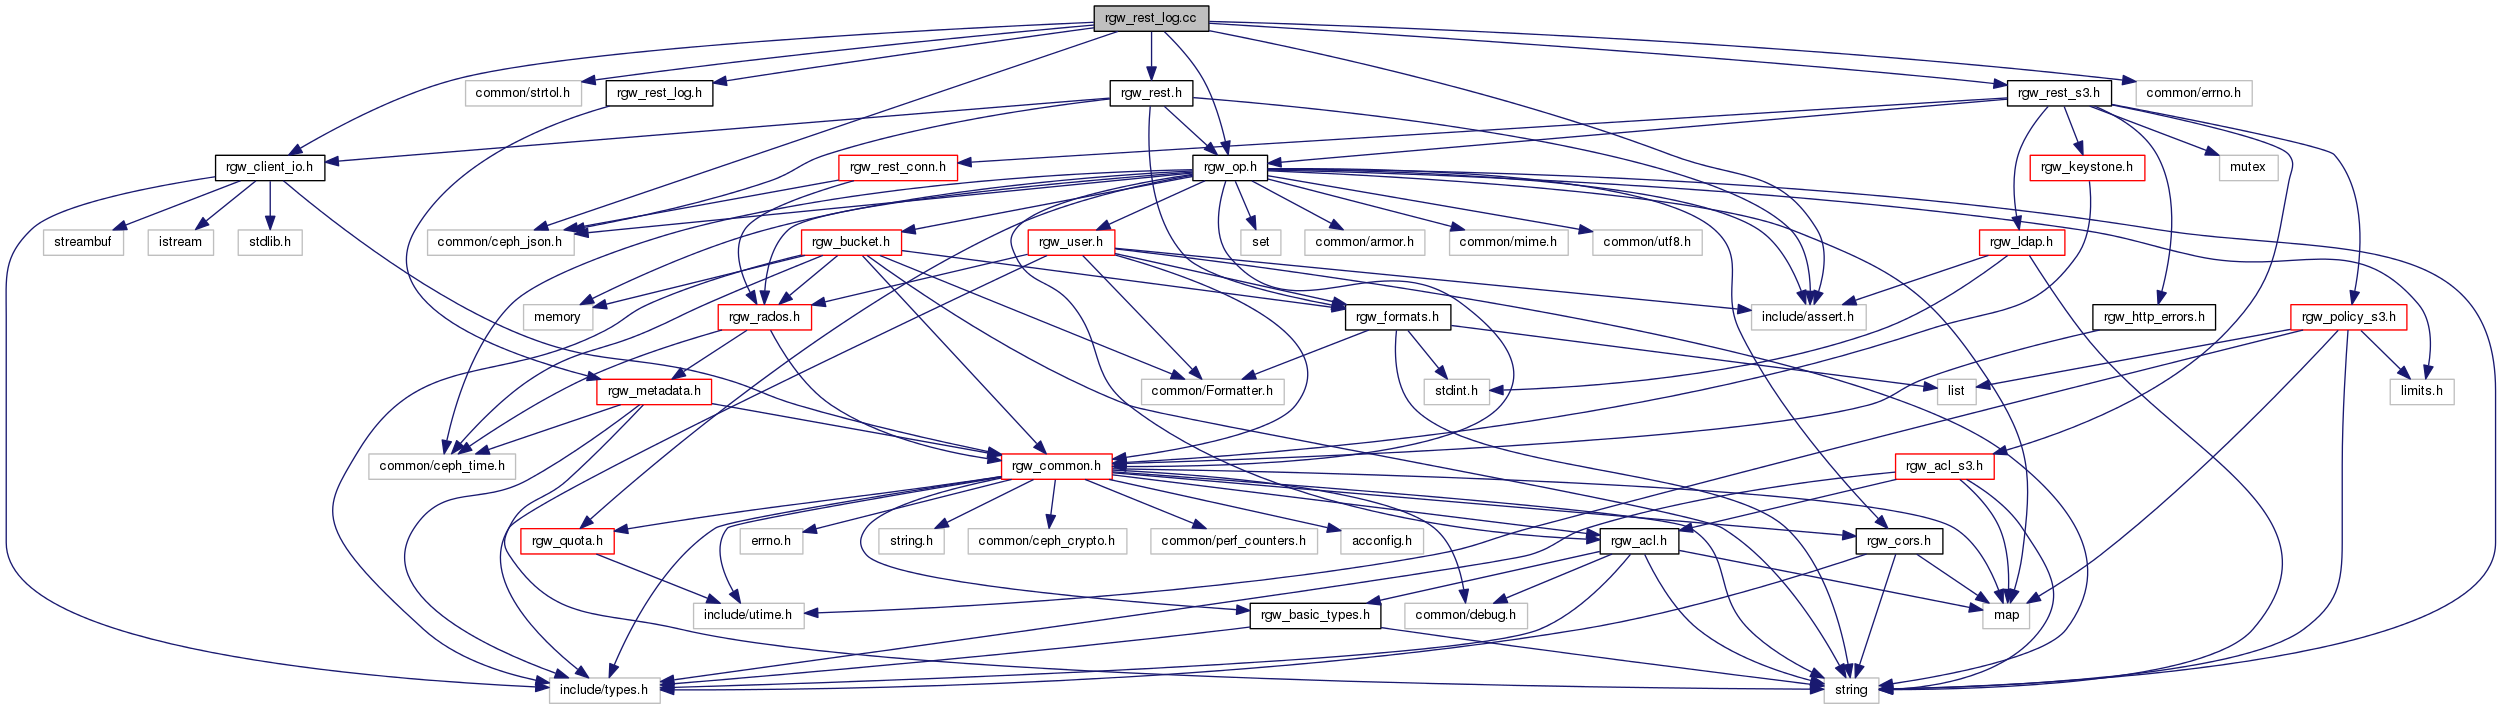 rgw_rest_log.cc
common/strtol.h
rgw_rest_log.h
rgw_rest.h
rgw_rest_s3.h
common/errno.h
rgw_client_io.h
rgw_rest_conn.h
rgw_op.h
rgw_keystone.h
mutex
streambuf
istream
stdlib.h
common/ceph_json.h
rgw_bucket.h
rgw_user.h
set
common/armor.h
common/mime.h
common/utf8.h
rgw_ldap.h
memory
rgw_rados.h
include/assert.h
rgw_formats.h
rgw_http_errors.h
rgw_policy_s3.h
rgw_metadata.h
common/Formatter.h
stdint.h
list
limits.h
common/ceph_time.h
rgw_common.h
rgw_acl_s3.h
rgw_quota.h
errno.h
string.h
common/ceph_crypto.h
common/perf_counters.h
acconfig.h
rgw_acl.h
rgw_cors.h
include/utime.h
rgw_basic_types.h
common/debug.h
map
include/types.h
string